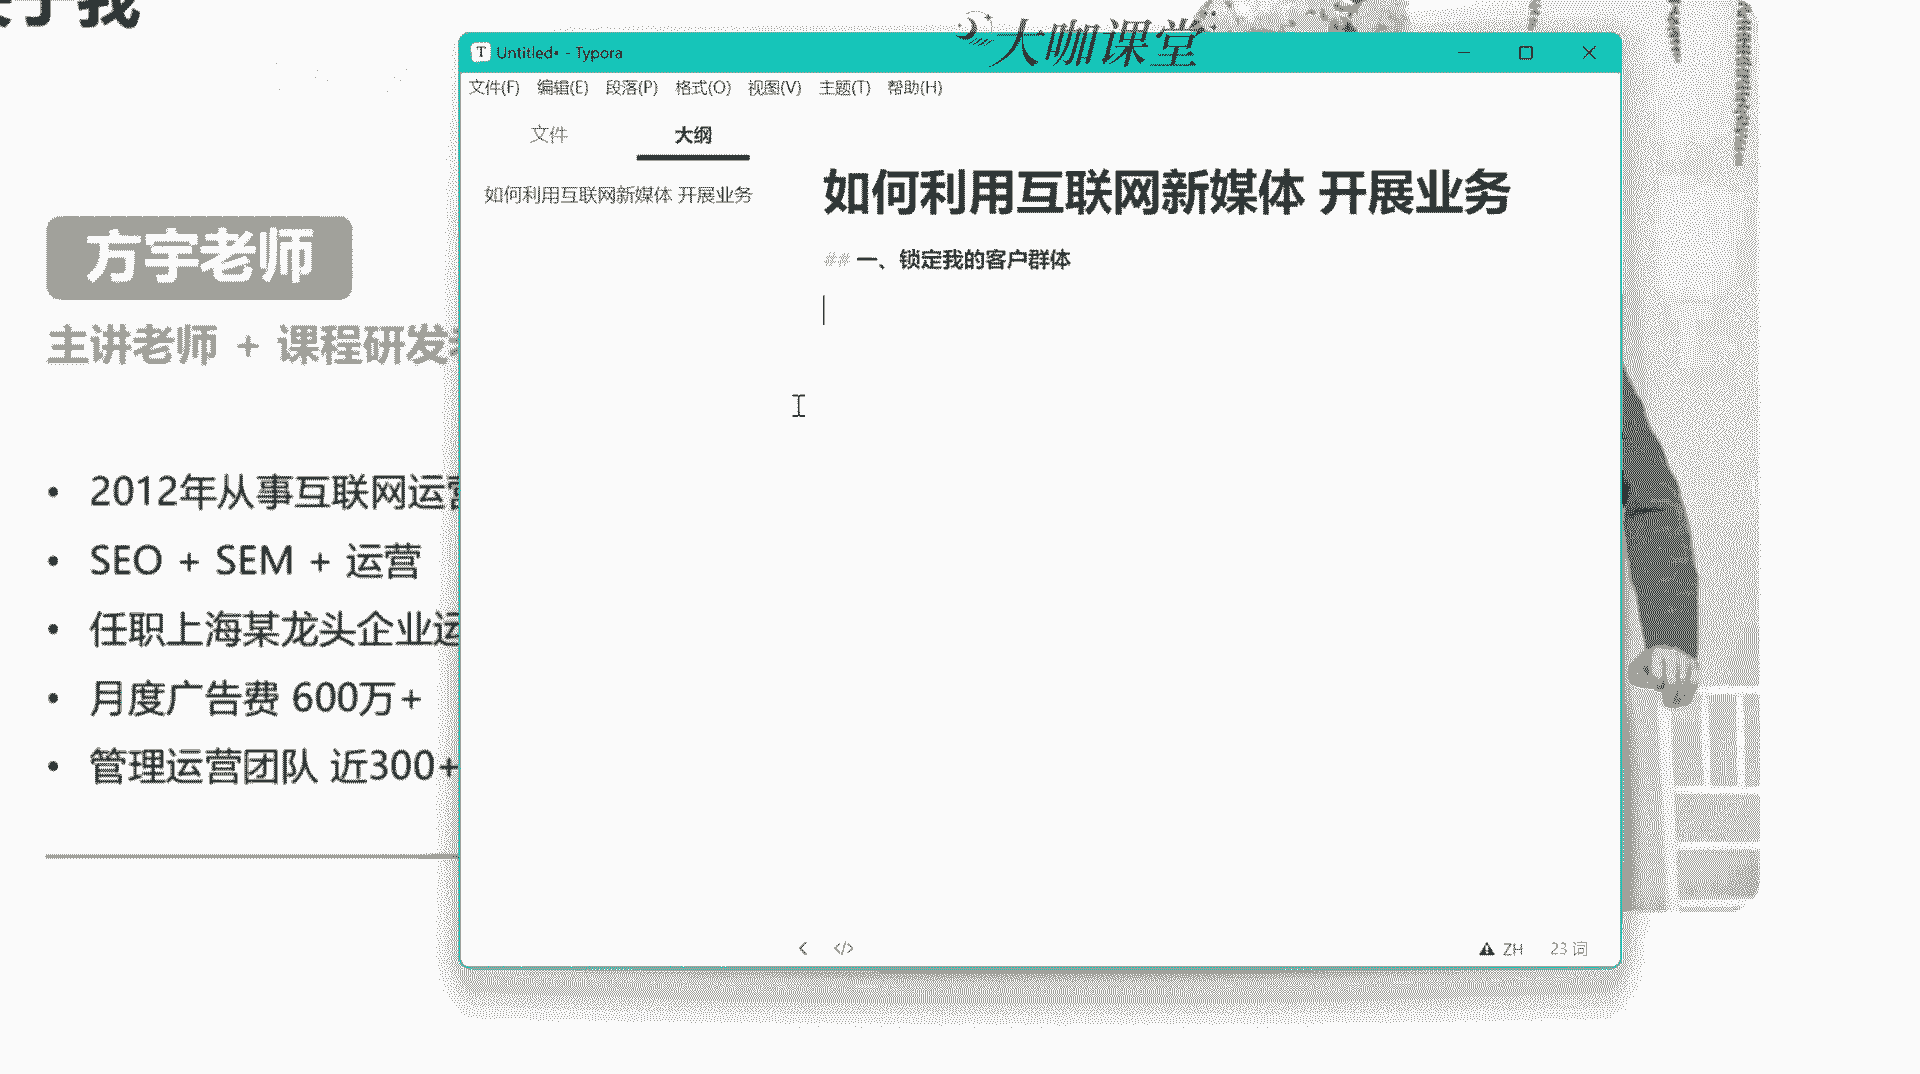 我
大咖课堂
Untitled• - Typora
文件(F) 编辑(E) 段落(P) 格式(O) 视图(V) 主题(T) 帮助(H)
文件 大纲
如何利用互联网新媒体 开展业务
如何利用互联网新媒体 开展业务
## 一、锁定我的客户群体
方宇老师
主讲老师 + 课程研发
• 2012年从事互联网运营
• SEO + SEM + 运营
• 任职上海某龙头企业运
• 月度广告费 600万+
• 管理运营团队 近300+
</> ZH 23 词